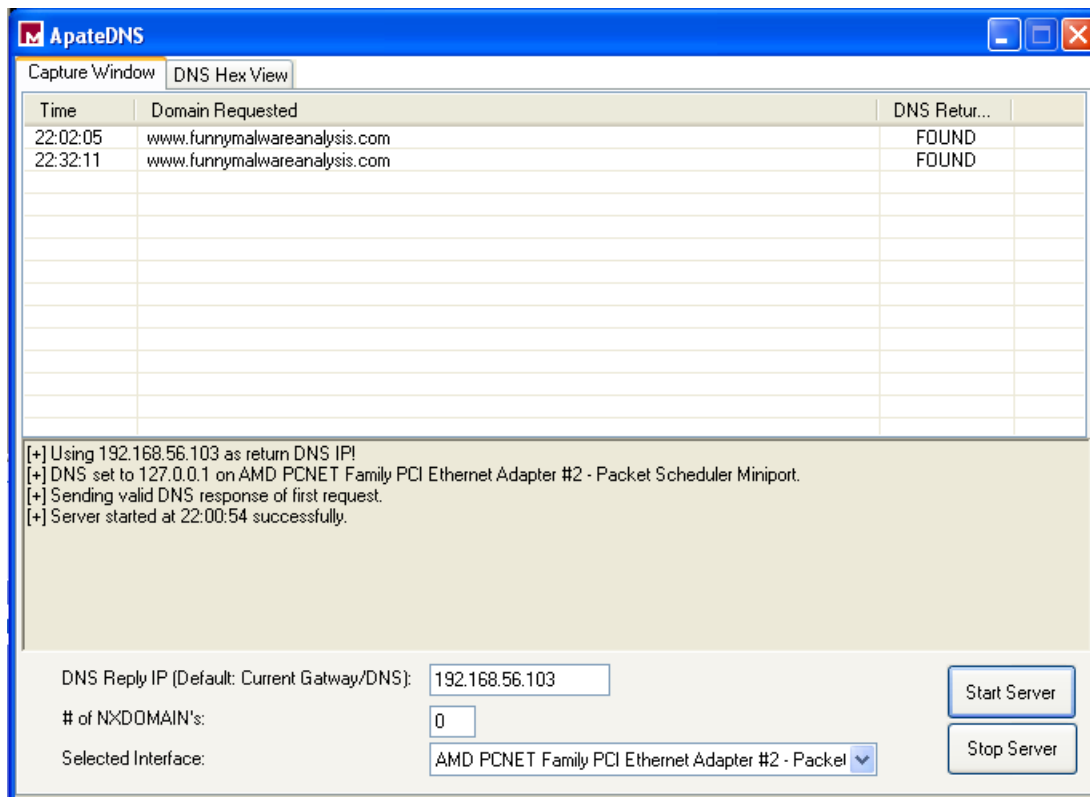 ApateDNS
Capture Window DNS Hex View
Time Domain Requested DNS Retur...
22:02:05 www.funnymalwareanalysis.com FOUND
22:32:11 www.funnymalwareanalysis.com FOUND
[+] Using 192.168.56.103 as return DNS IP!
[+] DNS set to 127.0.0.1 on AMD PCNET Family PCI Ethernet Adapter #2 - Packet Scheduler Miniport.
[+] Sending valid DNS response of first request.
[+] Server started at 22:00:54 successfully.
DNS Reply IP (Default: Current Gatway/DNS): 192.168.56.103
Start Server
# of NXDOMAIN's: 0
Stop Server
Selected Interface: AMD PCNET Family PCI Ethernet Adapter #2 - Packet